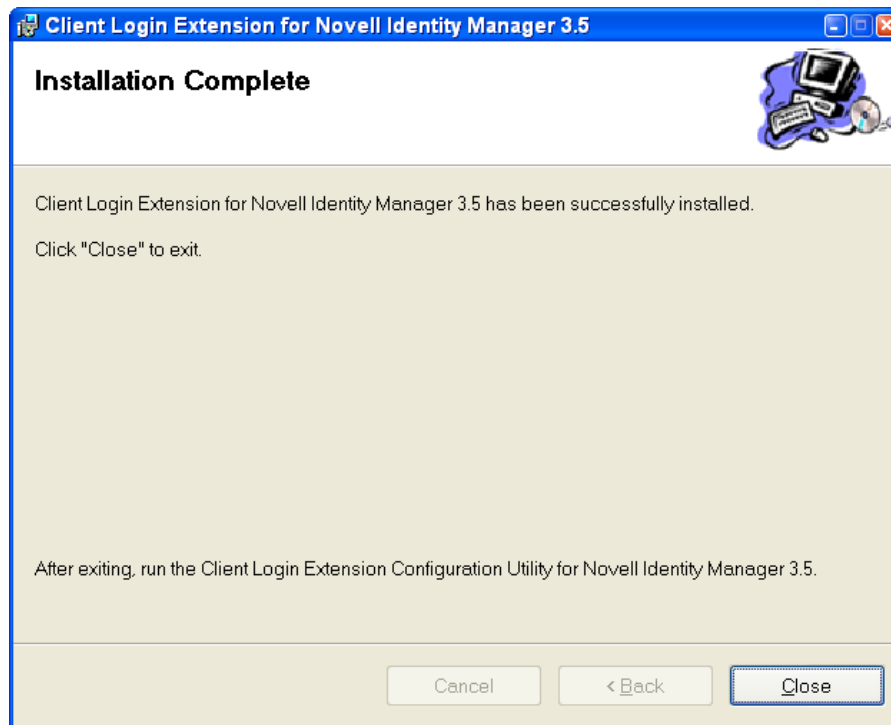 Client Login Extension for Novell Identity Manager 3.5
Installation Complete
Client Login Extension for Novell Identity Manager 3.5 has been successfully installed.
Click "Close" to exit.
After exiting, run the Client Login Extension Configuration Utility for Novell Identity Manager 3.5.
Cancel
< Back
Close